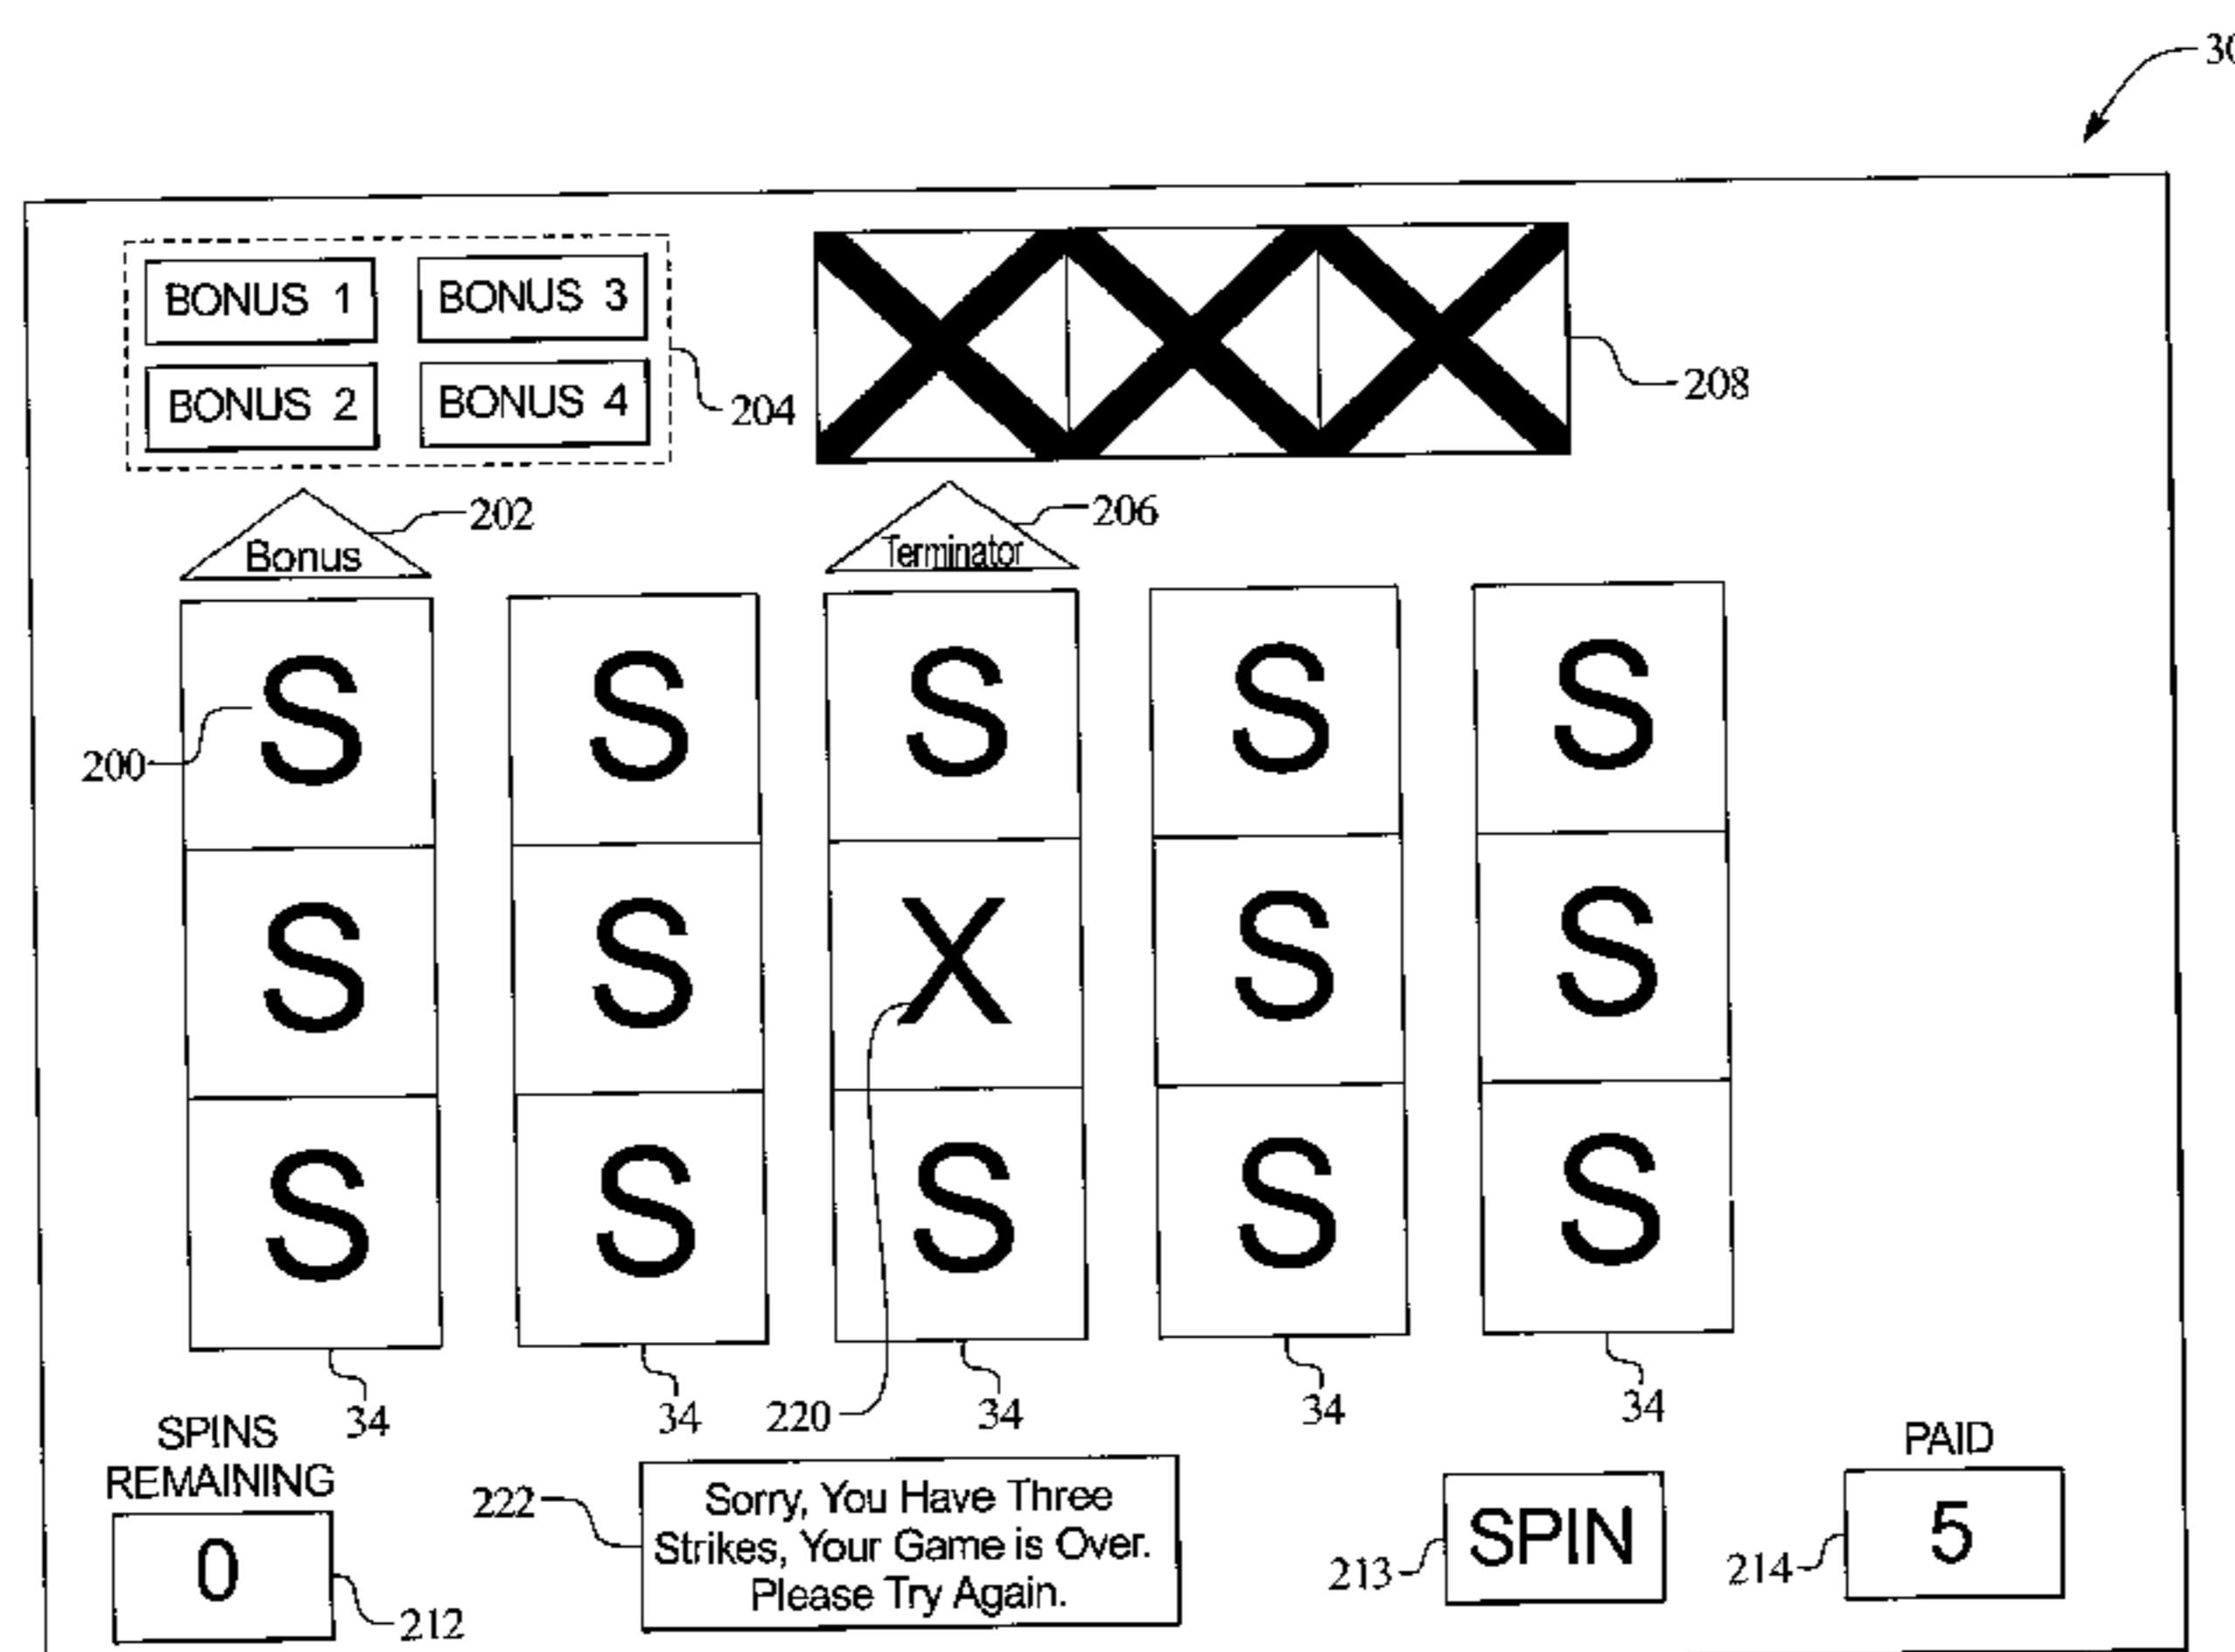 30
BONUS 1
BONUS 3
BONUS 2
BONUS 4
204
208
Bonus
202
Terminator
206
S S S S S
200
S S X S S
S S S S S
34 34 220 34 34 34
SPINS
REMAINING
0
212
222
Sorry, You Have Three
Strikes, Your Game is Over.
Please Try Again.
213
SPIN
PAID
214
5